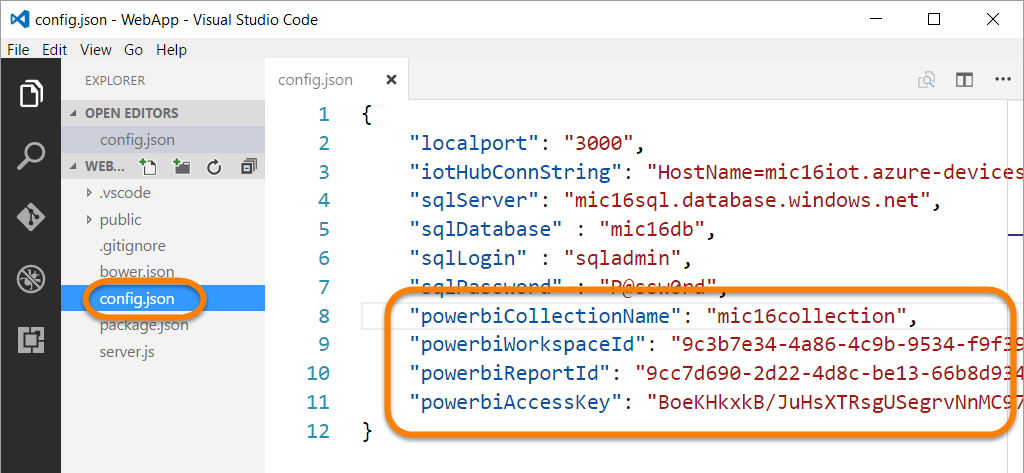 config.json - WebApp - Visual Studio Code
File Edit View Go Help
EXPLORER
OPEN EDITORS
config.json
WEB...
.vscode
public
.gitignore
bower.json
config.json
package.json
server.js
config.json
1 {
2 "localport": "3000",
3 "iotHubConnString": "HostName=mic16iot.azure-devices
4 "sqlServer": "mic16sql.database.windows.net",
5 "sqlDatabase" : "mic16db",
6 "sqlLogin" : "sqladmin",
7 "sqlPassword" : "P@ssw0rd",
8 "powerbiCollectionName": "mic16collection",
9 "powerbiWorkspaceId": "9c3b7e34-4a86-4c9b-9534-f9f39
10 "powerbiReportId": "9cc7d690-2d22-4d8c-be13-66b8d934
11 "powerbiAccessKey": "BoeKHkxkB/JuHsXTRsgUSegrvNnMC97
12 }